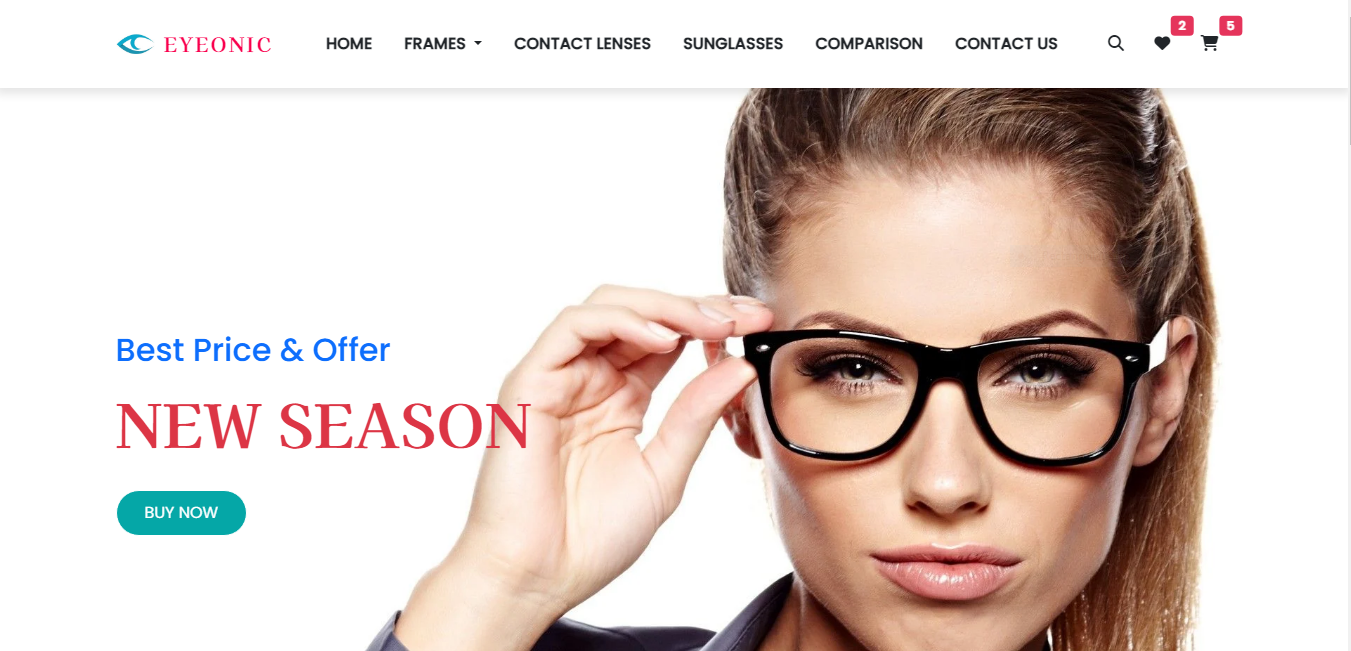 EYEONIC HOME FRAMES CONTACT LENSES SUNGLASSES COMPARISON CONTACT US 2 5
Best Price & Offer
NEW SEASON
BUY NOW